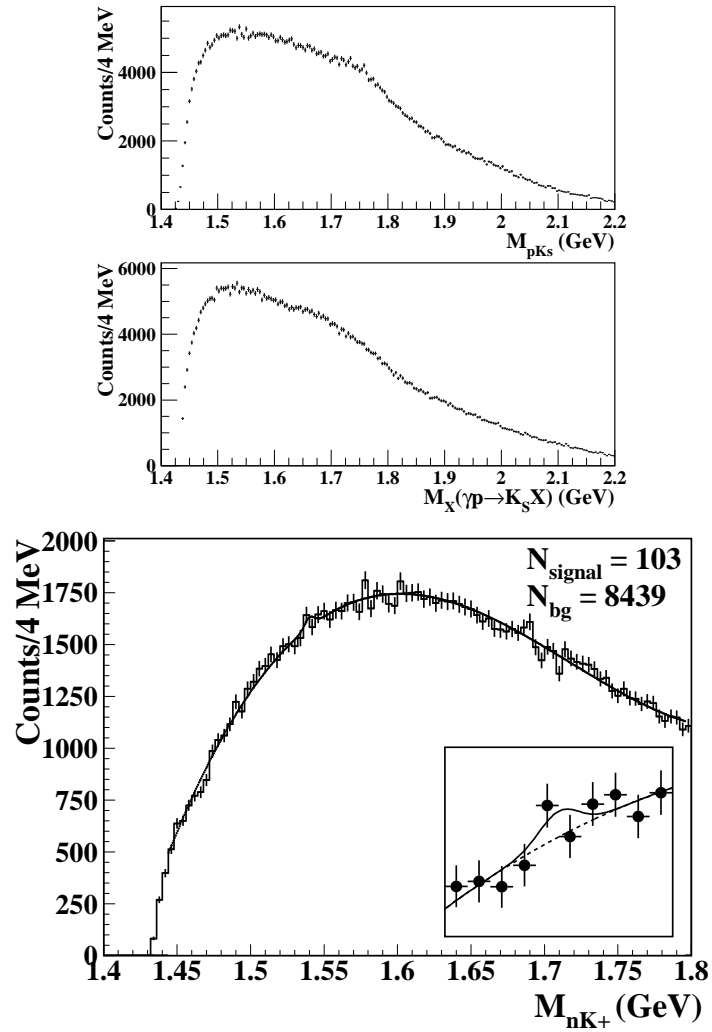 Counts/4 MeV
4000
2000
0
1.4 1.5 1.6 1.7 1.8 1.9 2 2.1 2.2
M_pKs (GeV)
Counts/4 MeV
6000
4000
2000
0
1.4 1.5 1.6 1.7 1.8 1.9 2 2.1 2.2
M_X(γp→K_S X) (GeV)
Counts/4 MeV
2000
1750
1500
1250
1000
750
500
250
0
N_signal = 103
N_bg = 8439
1.4 1.45 1.5 1.55 1.6 1.65 1.7 1.75 1.8
M_nK+ (GeV)